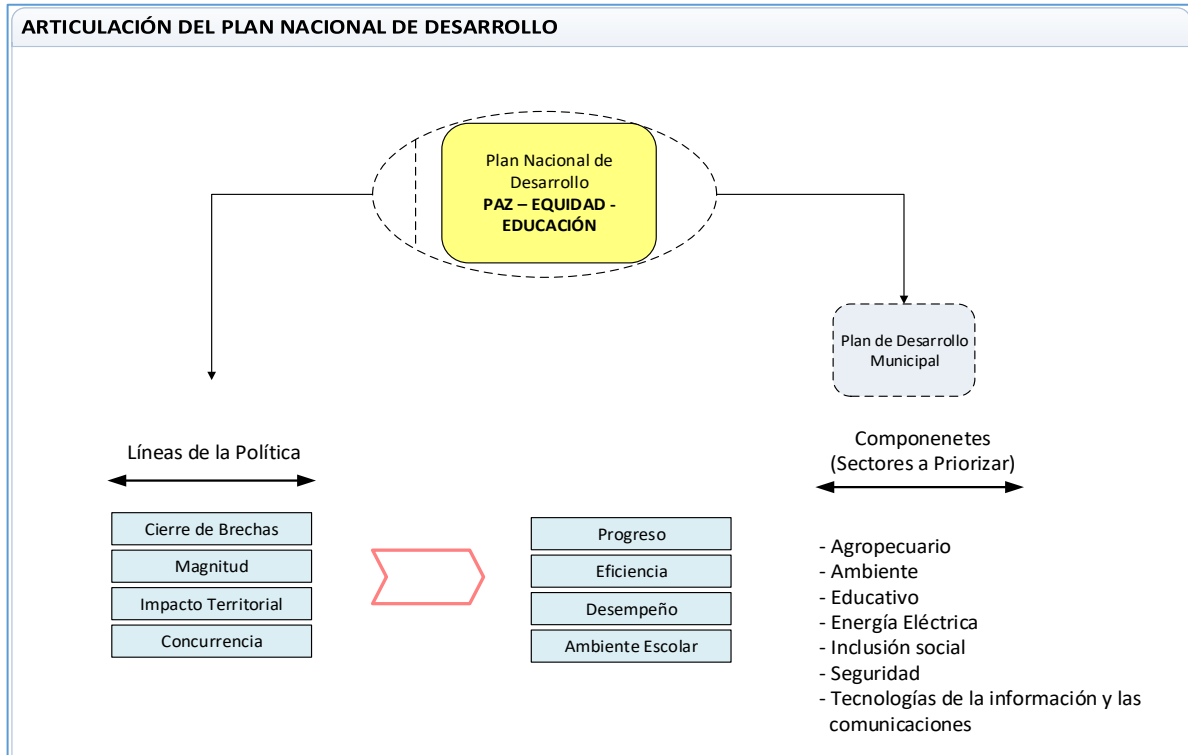 ARTICULACIÓN DEL PLAN NACIONAL DE DESARROLLO
Plan Nacional de
Desarrollo
PAZ – EQUIDAD -
EDUCACIÓN
Plan de Desarrollo
Municipal
Líneas de la Política
Cierre de Brechas
Magnitud
Impacto Territorial
Concurrencia
Progreso
Eficiencia
Desempeño
Ambiente Escolar
Componenetes
(Sectores a Priorizar)
- Agropecuario
- Ambiente
- Educativo
- Energía Eléctrica
- Inclusión social
- Seguridad
- Tecnologías de la información y las
comunicaciones